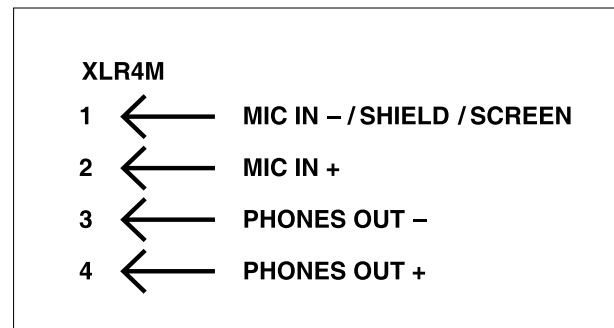 XLR4M
1 MIC IN – / SHIELD / SCREEN
2 MIC IN +
3 PHONES OUT –
4 PHONES OUT +